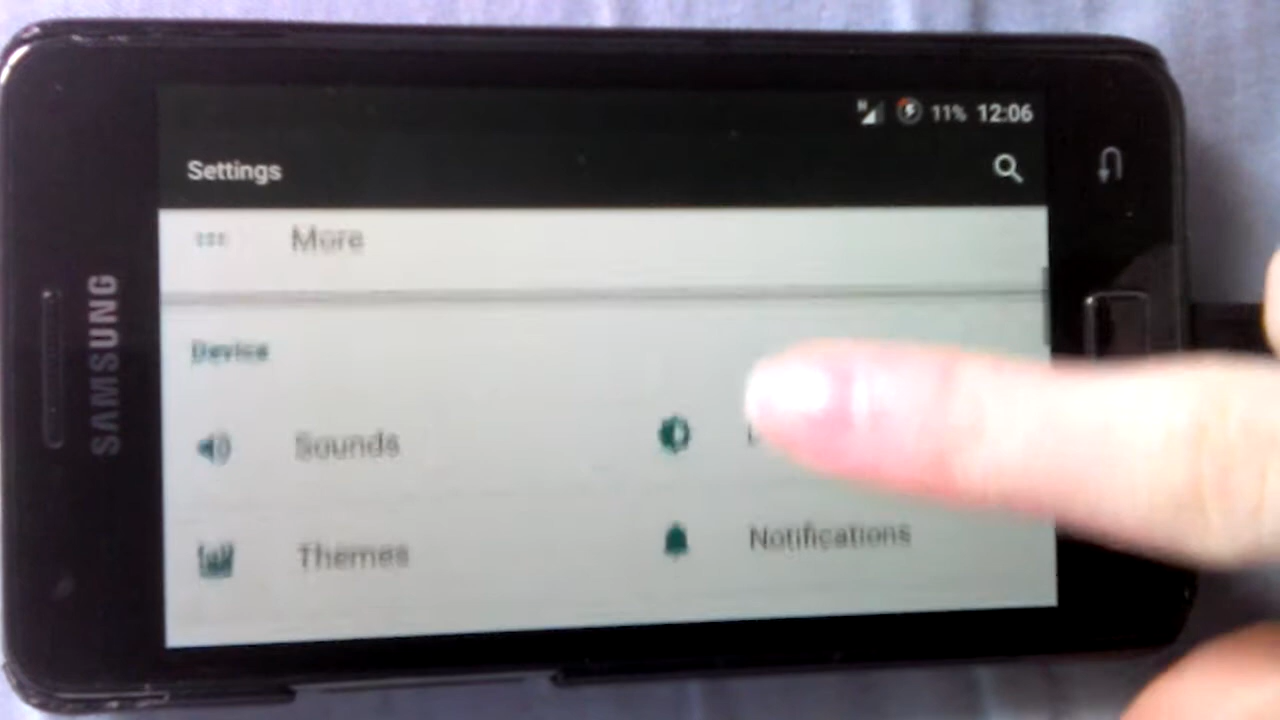 11% 12:06
Settings
More
Device
Sounds
Themes
Notifications
SAMSUNG